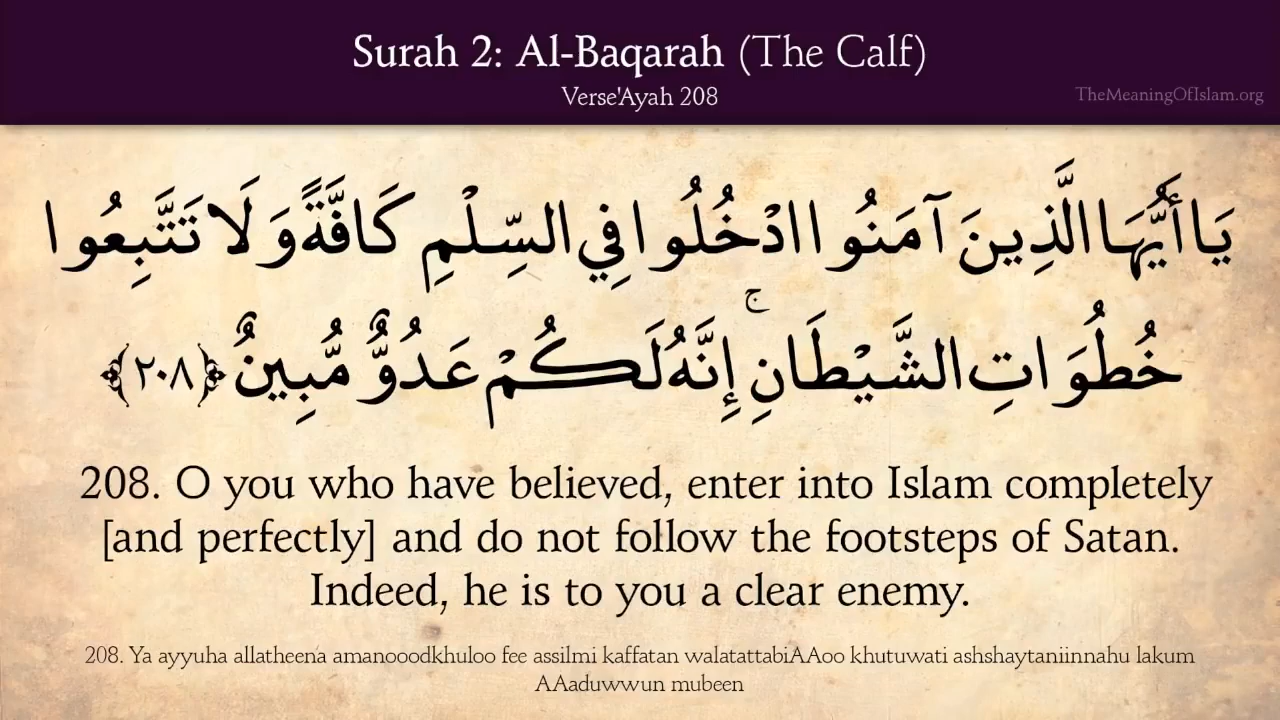 Surah 2: Al-Baqarah (The Calf)
Verse'Ayah 208
TheMeaningOfIslam.org
يَا أَيُّهَا الَّذِينَ آمَنُوا ادْخُلُوا فِي السِّلْمِ كَافَّةً وَلَا تَتَّبِعُوا
خُطُوَاتِ الشَّيْطَانِ ۚ إِنَّهُ لَكُمْ عَدُوٌّ مُّبِينٌ ﴿٢٠٨﴾
208. O you who have believed, enter into Islam completely
[and perfectly] and do not follow the footsteps of Satan.
Indeed, he is to you a clear enemy.
208. Ya ayyuha allatheena amanooodkhuloo fee assilmi kaffatan walatattabiAAoo khutuwati ashshaytaniinnahu lakum
AAaduwwun mubeen